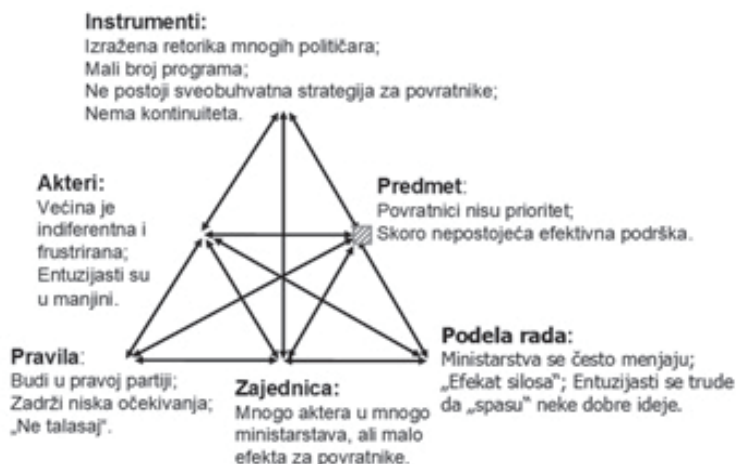 Instrumenti:
Izražena retorika mnogih političara;
Mali broj programa;
Ne postoji sveobuhvatna strategija za povratnike;
Nema kontinuiteta.
Akteri:
Većina je
indiferentna i
frustrirana;
Entuzijasti su
u manjini.
Predmet:
Povratnici nisu prioritet;
Skoro nepostojeća efektivna podrška.
Pravila:
Budi u pravoj partiji;
Zadrži niska očekivanja;
„Ne talasaj“.
Zajednica:
Mnogo aktera u mnogo
ministarstava, ali malo
efekta za povratnike.
Podela rada:
Ministarstva se često menjaju;
„Efekat silosa“; Entuzijasti se trude
da „spasu“ neke dobre ideje.